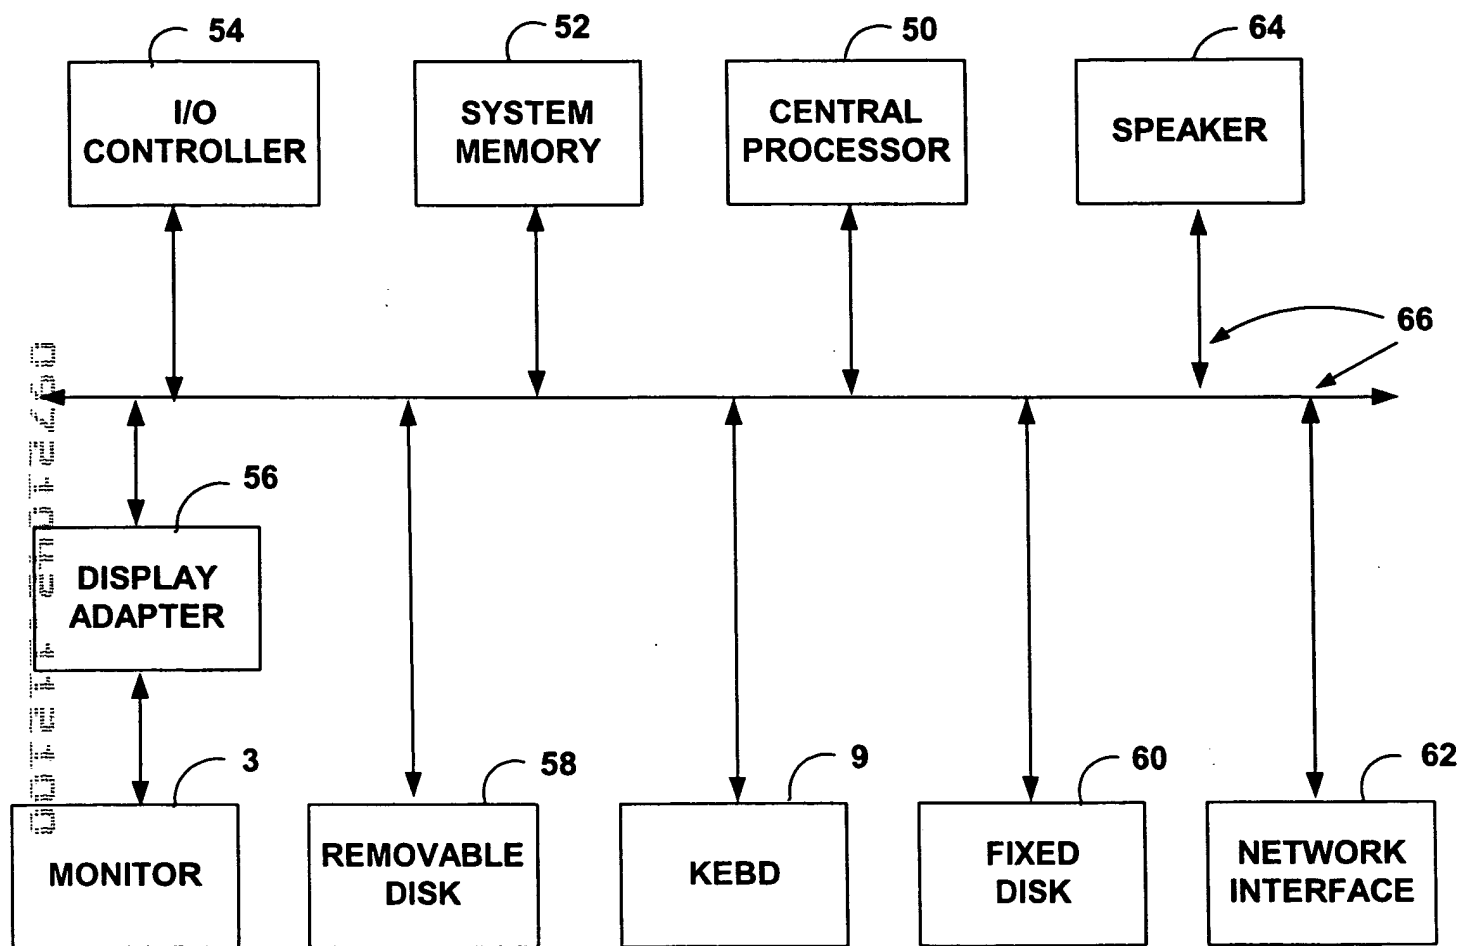 54
52
50
64
I/O
CONTROLLER
SYSTEM
MEMORY
CENTRAL
PROCESSOR
SPEAKER
66
56
DISPLAY
ADAPTER
3
58
9
60
62
MONITOR
REMOVABLE
DISK
KEBD
FIXED
DISK
NETWORK
INTERFACE